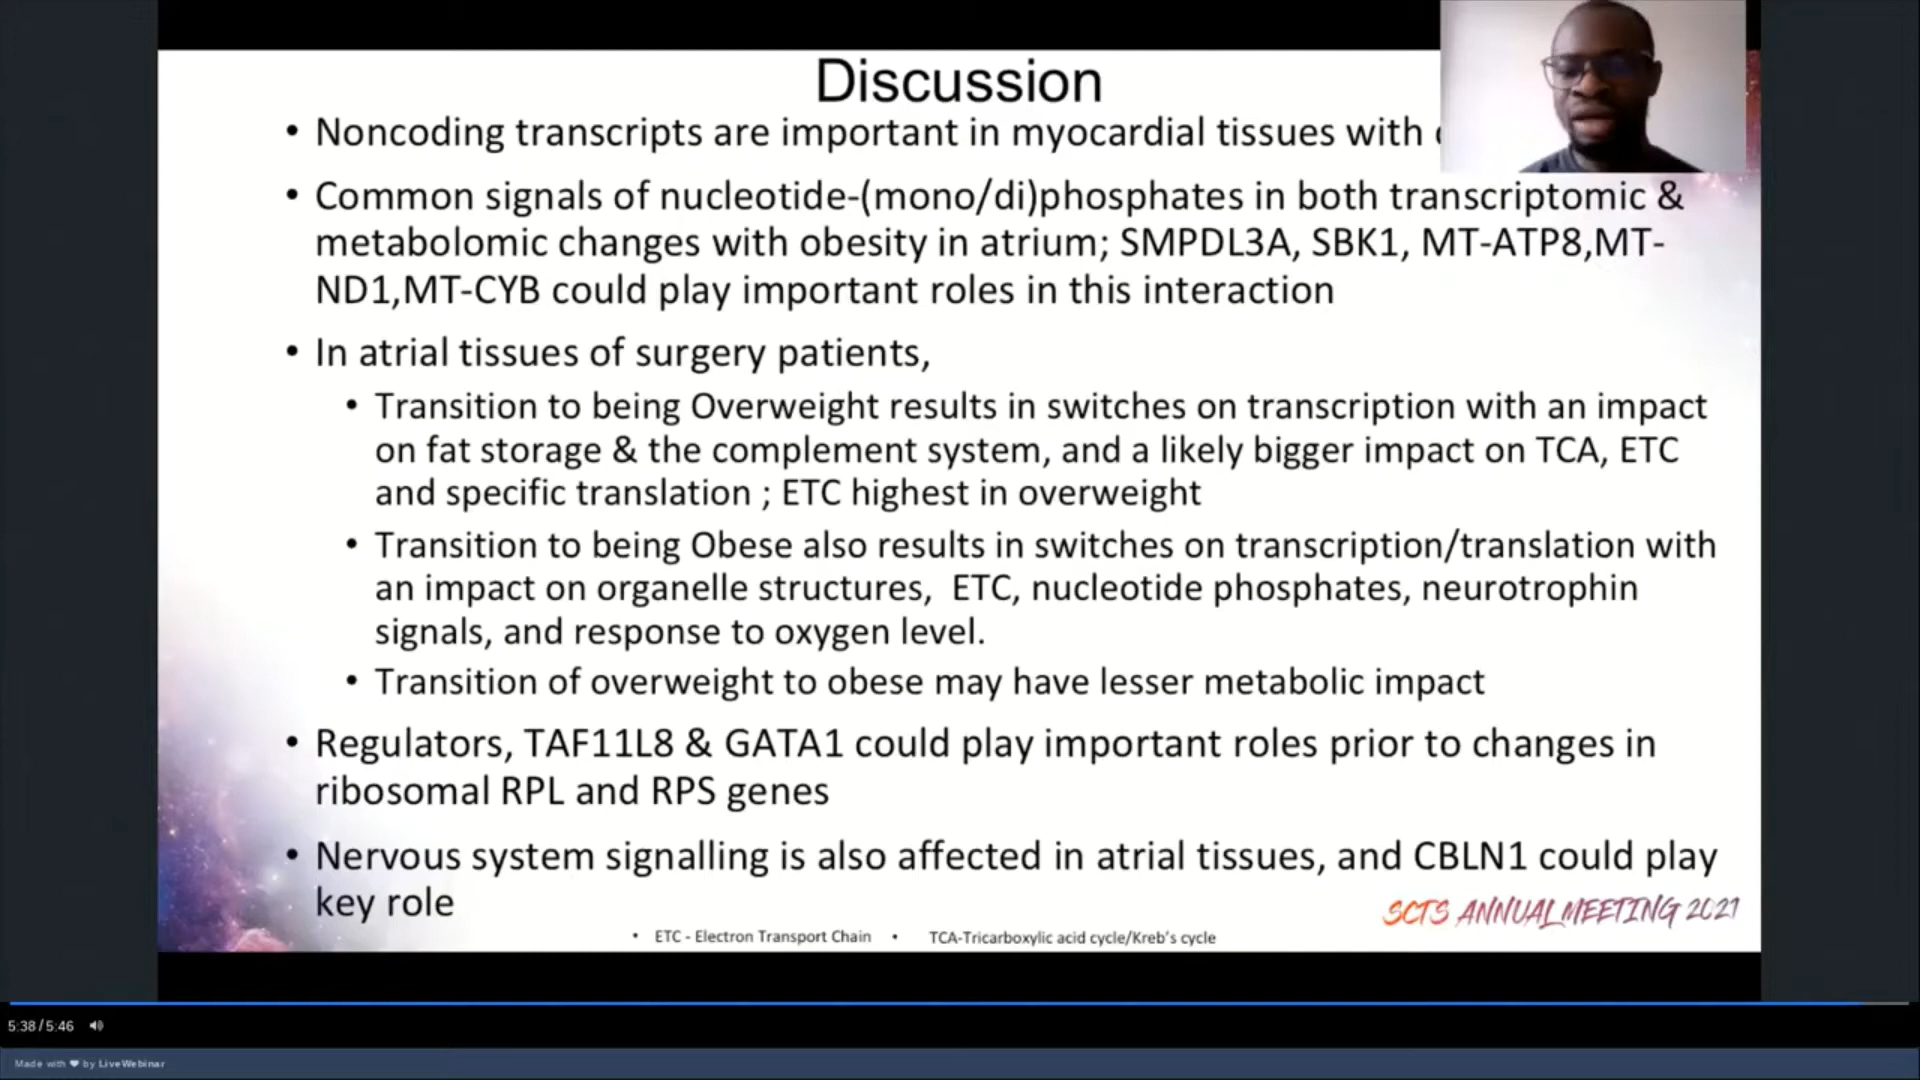 Discussion
• Noncoding transcripts are important in myocardial tissues with
• Common signals of nucleotide-(mono/di)phosphates in both transcriptomic &
metabolomic changes with obesity in atrium; SMPDL3A, SBK1, MT-ATP8,MT-
ND1,MT-CYB could play important roles in this interaction
• In atrial tissues of surgery patients,
• Transition to being Overweight results in switches on transcription with an impact
on fat storage & the complement system, and a likely bigger impact on TCA, ETC
and specific translation ; ETC highest in overweight
• Transition to being Obese also results in switches on transcription/translation with
an impact on organelle structures,  ETC, nucleotide phosphates, neurotrophin
signals, and response to oxygen level.
• Transition of overweight to obese may have lesser metabolic impact
• Regulators, TAF11L8 & GATA1 could play important roles prior to changes in
ribosomal RPL and RPS genes
• Nervous system signalling is also affected in atrial tissues, and CBLN1 could play
key role
SCTS ANNUAL MEETING 2021
• ETC - Electron Transport Chain • TCA-Tricarboxylic acid cycle/Kreb's cycle
5:38/5:46
Made with ♥ by LiveWebinar